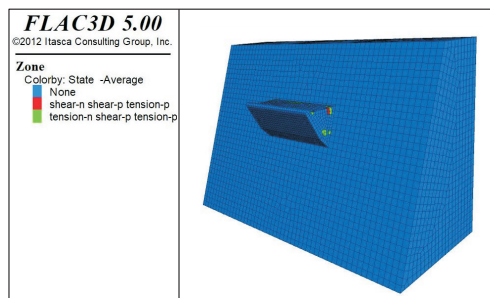 FLAC3D 5.00
©2012 Itasca Consulting Group, Inc.
Zone
Colorby: State -Average
None
shear-n shear-p tension-p
tension-n shear-p tension-p